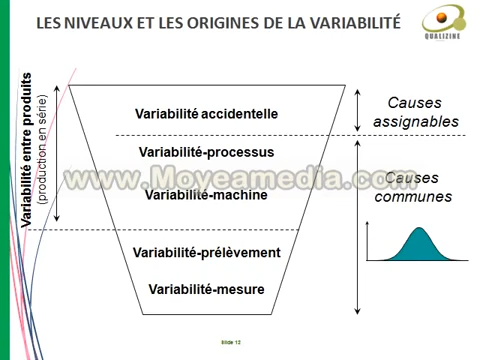 LES NIVEAUX ET LES ORIGINES DE LA VARIABILITÉ
QUALIZINE
Variabilité entre produits
(production en série)
Variabilité accidentelle
Causes
assignables
Variabilité-processus
www.Moyeamedia.com
Variabilité-machine
Causes
communes
Variabilité-prélèvement
Variabilité-mesure
Slide 12